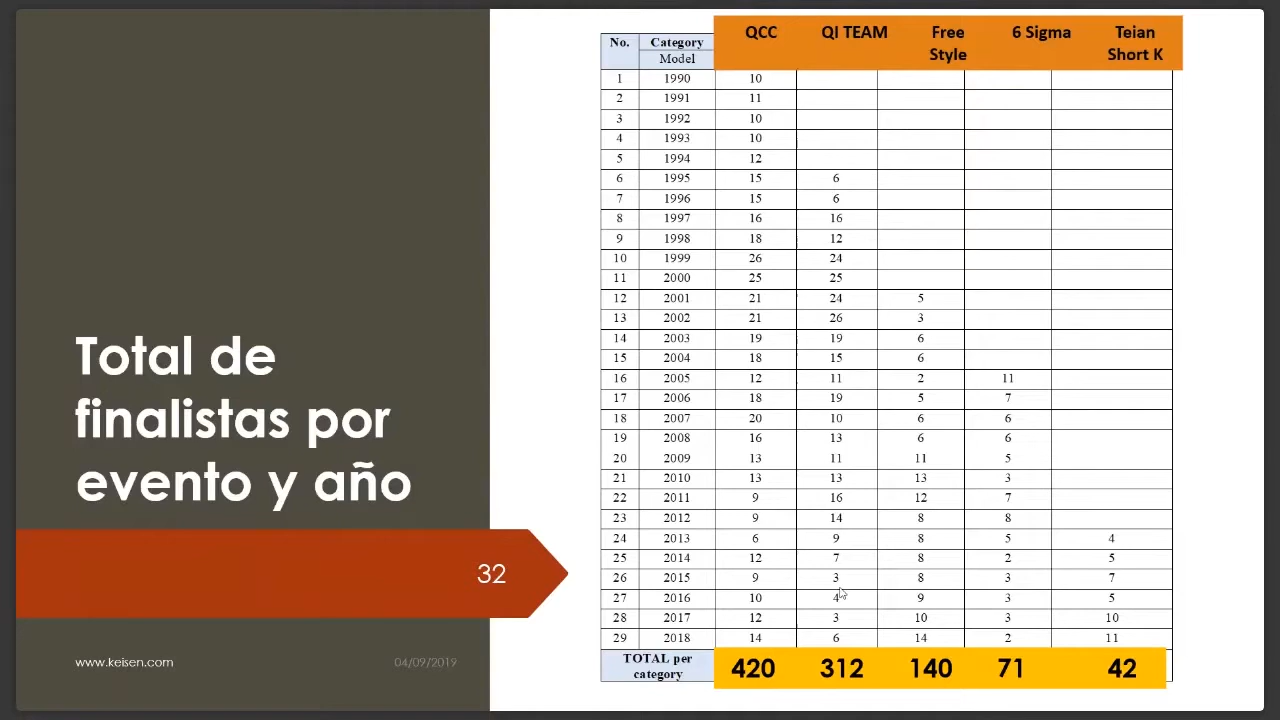 Total de
finalistas por
evento y año
32
www.keisen.com
04/09/2019
No. Category QCC QI TEAM Free Style 6 Sigma Teian Short K
Model
1 1990 10
2 1991 11
3 1992 10
4 1993 10
5 1994 12
6 1995 15 6
7 1996 15 6
8 1997 16 16
9 1998 18 12
10 1999 26 24
11 2000 25 25
12 2001 21 24 5
13 2002 21 26 3
14 2003 19 19 6
15 2004 18 15 6
16 2005 12 11 2 11
17 2006 18 19 5 7
18 2007 20 10 6 6
19 2008 16 13 6 6
20 2009 13 11 11 5
21 2010 13 13 13 3
22 2011 9 16 12 7
23 2012 9 14 8 8
24 2013 6 9 8 5 4
25 2014 12 7 8 2 5
26 2015 9 3 8 3 7
27 2016 10 4 9 3 5
28 2017 12 3 10 3 10
29 2018 14 6 14 2 11
TOTAL per category 420 312 140 71 42